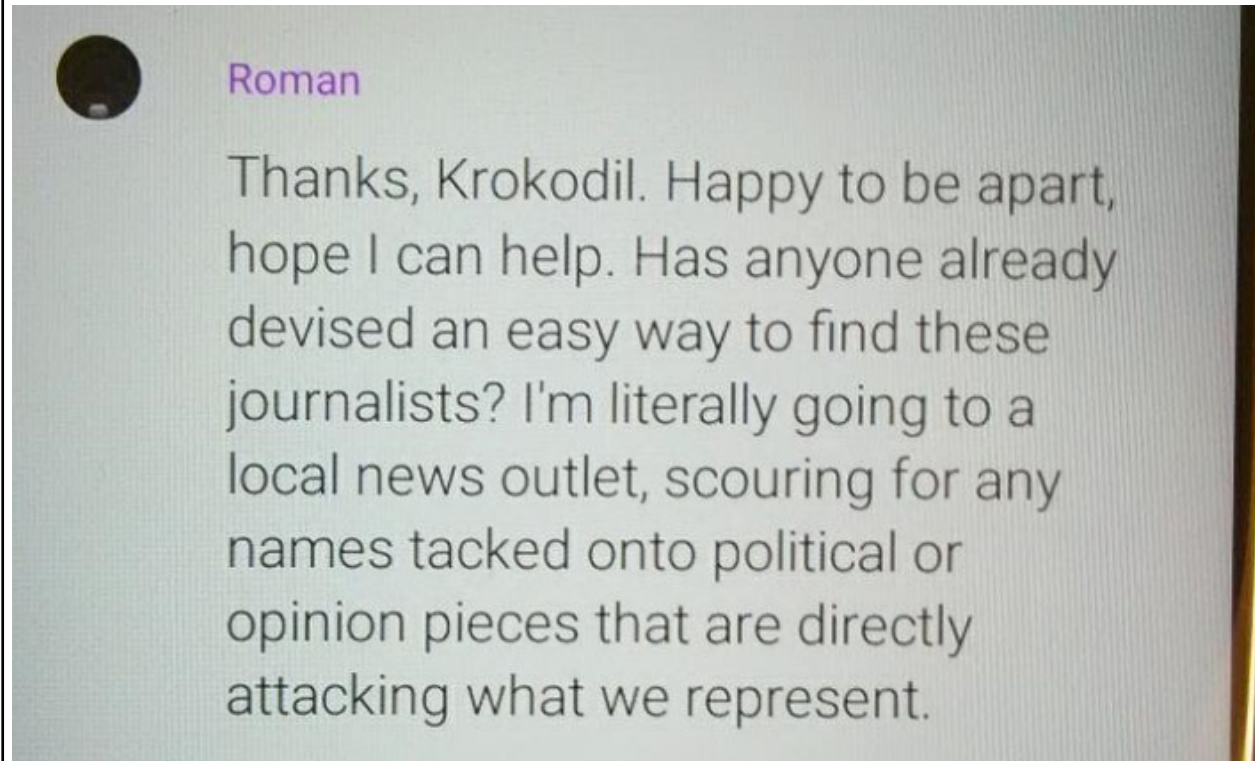 Roman
Thanks, Krokodil. Happy to be apart,
hope I can help. Has anyone already
devised an easy way to find these
journalists? I'm literally going to a
local news outlet, scouring for any
names tacked onto political or
opinion pieces that are directly
attacking what we represent.